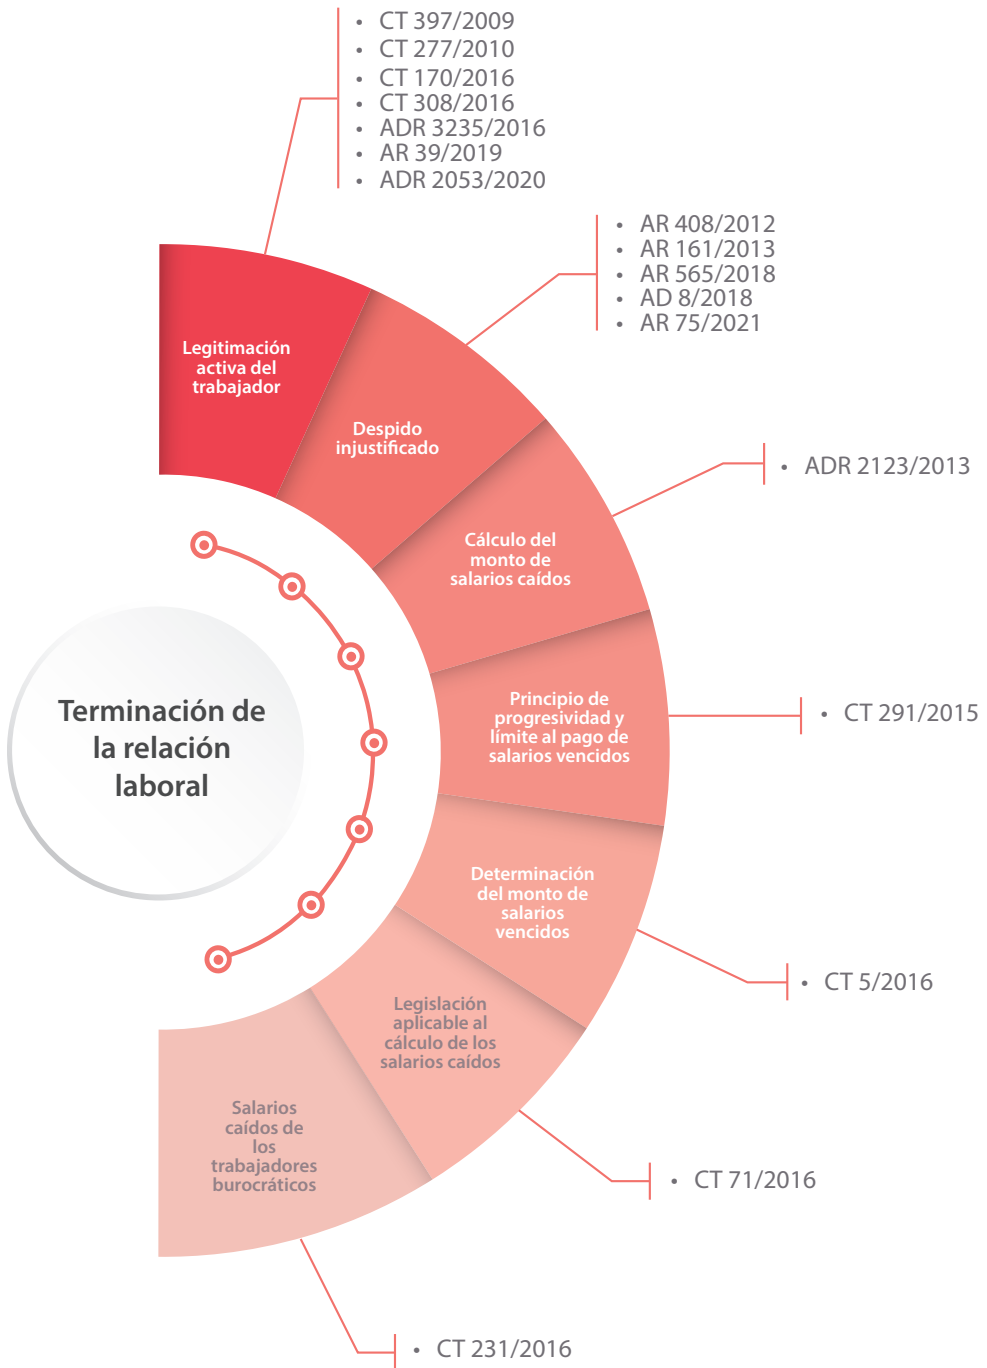 • CT 397/2009
• CT 277/2010
• CT 170/2016
• CT 308/2016
• ADR 3235/2016
• AR 39/2019
• ADR 2053/2020
• AR 408/2012
• AR 161/2013
• AR 565/2018
• AD 8/2018
• AR 75/2021
Legitimación
activa del
trabajador
Despido
injustificado
• ADR 2123/2013
Cálculo del
monto de
salarios caídos
Terminación de
la relación
laboral
Principio de
progresividad y
límite al pago de
salarios vencidos
• CT 291/2015
Determinación
del monto de
salarios
vencidos
• CT 5/2016
Legislación
aplicable al
cálculo de los
salarios caídos
• CT 71/2016
Salarios
caídos de
los
trabajadores
burocráticos
• CT 231/2016